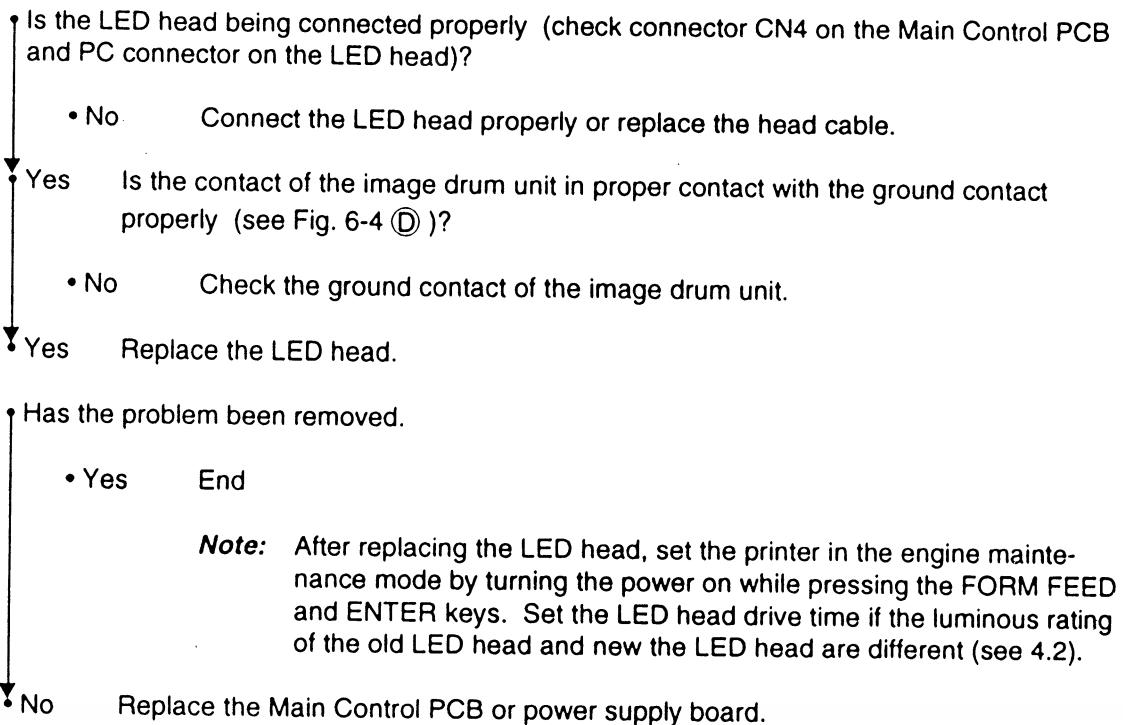 Is the LED head being connected properly (check connector CN4 on the Main Control PCB
and PC connector on the LED head)?
• No Connect the LED head properly or replace the head cable.
Yes Is the contact of the image drum unit in proper contact with the ground contact
properly (see Fig. 6-4 Ⓓ )?
• No Check the ground contact of the image drum unit.
Yes Replace the LED head.
Has the problem been removed.
• Yes End
Note: After replacing the LED head, set the printer in the engine mainte-
nance mode by turning the power on while pressing the FORM FEED
and ENTER keys. Set the LED head drive time if the luminous rating
of the old LED head and new the LED head are different (see 4.2).
No Replace the Main Control PCB or power supply board.